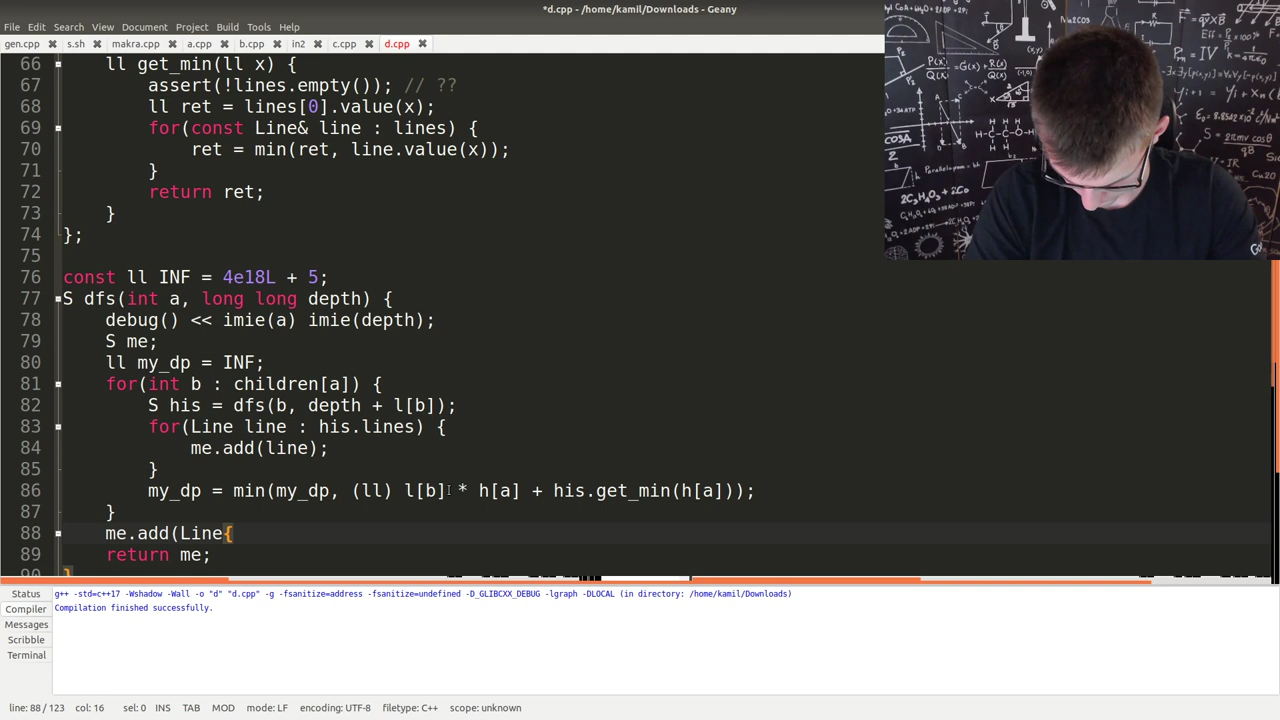 *d.cpp - /home/kamil/Downloads - Geany
File Edit Search View Document Project Build Tools Help
gen.cpp s.sh makra.cpp a.cpp b.cpp in2 c.cpp d.cpp
66 ll get_min(ll x) {
67 assert(!lines.empty()); // ??
68 ll ret = lines[0].value(x);
69 for(const Line& line : lines) {
70 ret = min(ret, line.value(x));
71 }
72 return ret;
73 }
74 };
75
76 const ll INF = 4e18L + 5;
77 S dfs(int a, long long depth) {
78 debug() << imie(a) imie(depth);
79 S me;
80 ll my_dp = INF;
81 for(int b : children[a]) {
82 S his = dfs(b, depth + l[b]);
83 for(Line line : his.lines) {
84 me.add(line);
85 }
86 my_dp = min(my_dp, (ll) l[b] * h[a] + his.get_min(h[a]));
87 }
88 me.add(Line{
89 return me;
90 }
Status
Compiler
Messages
Scribble
Terminal
g++ -std=c++17 -Wshadow -Wall -o "d" "d.cpp" -g -fsanitize=address -fsanitize=undefined -D_GLIBCXX_DEBUG -lgraph -DLOCAL (in directory: /home/kamil/Downloads)
Compilation finished successfully.
line: 88 / 123 col: 16 sel: 0 INS TAB MOD mode: LF encoding: UTF-8 filetype: C++ scope: unknown